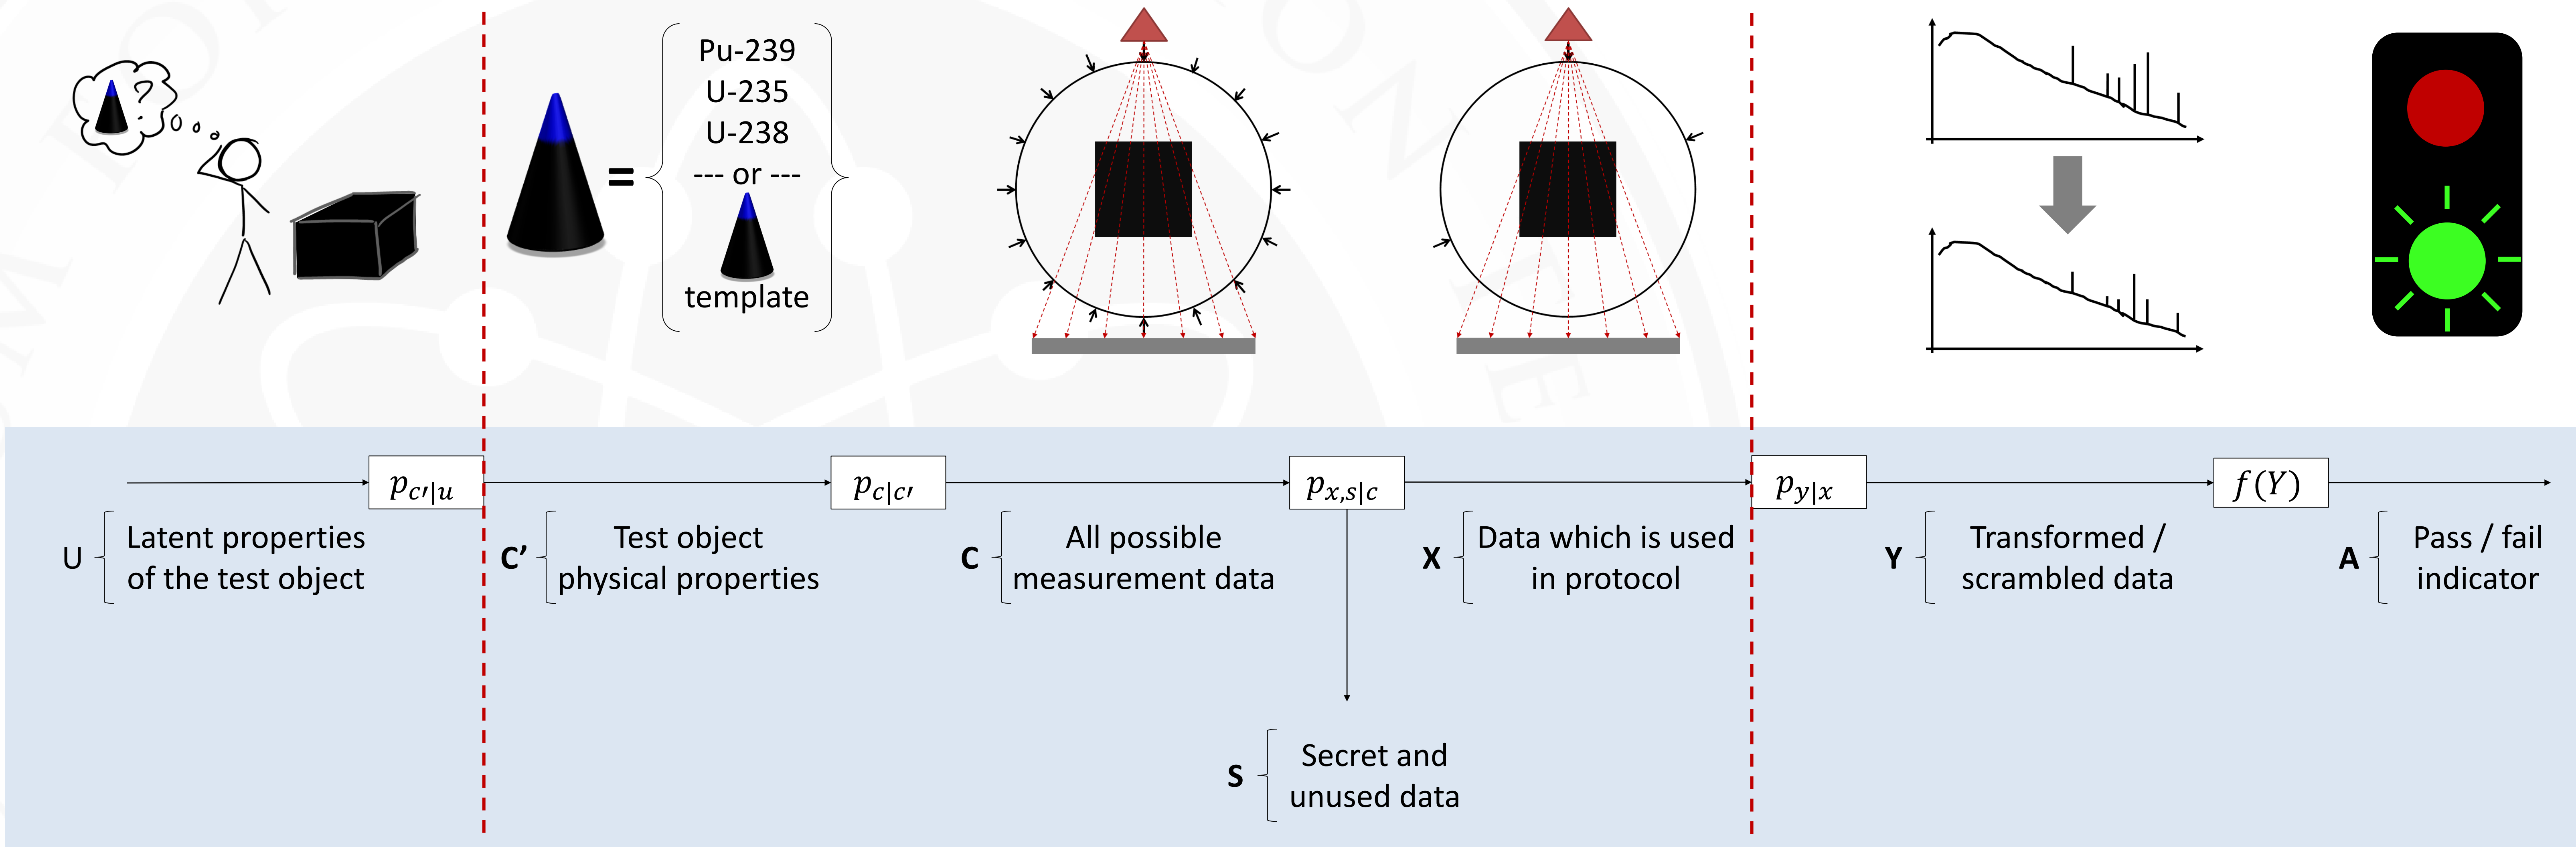 ?
Pu-239
U-235
U-238
--- or ---
template
=
p_{c′|u}
p_{c|c′}
p_{x,s|c}
p_{y|x}
f(Y)
U
Latent properties
of the test object
C’
Test object
physical properties
C
All possible
measurement data
X
Data which is used
in protocol
Y
Transformed /
scrambled data
A
Pass / fail
indicator
S
Secret and
unused data